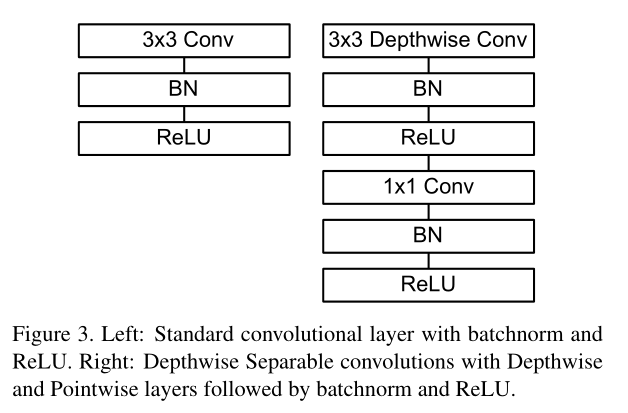 3x3 Conv
BN
ReLU
3x3 Depthwise Conv
BN
ReLU
1x1 Conv
BN
ReLU
Figure 3. Left: Standard convolutional layer with batchnorm and
ReLU. Right: Depthwise Separable convolutions with Depthwise
and Pointwise layers followed by batchnorm and ReLU.